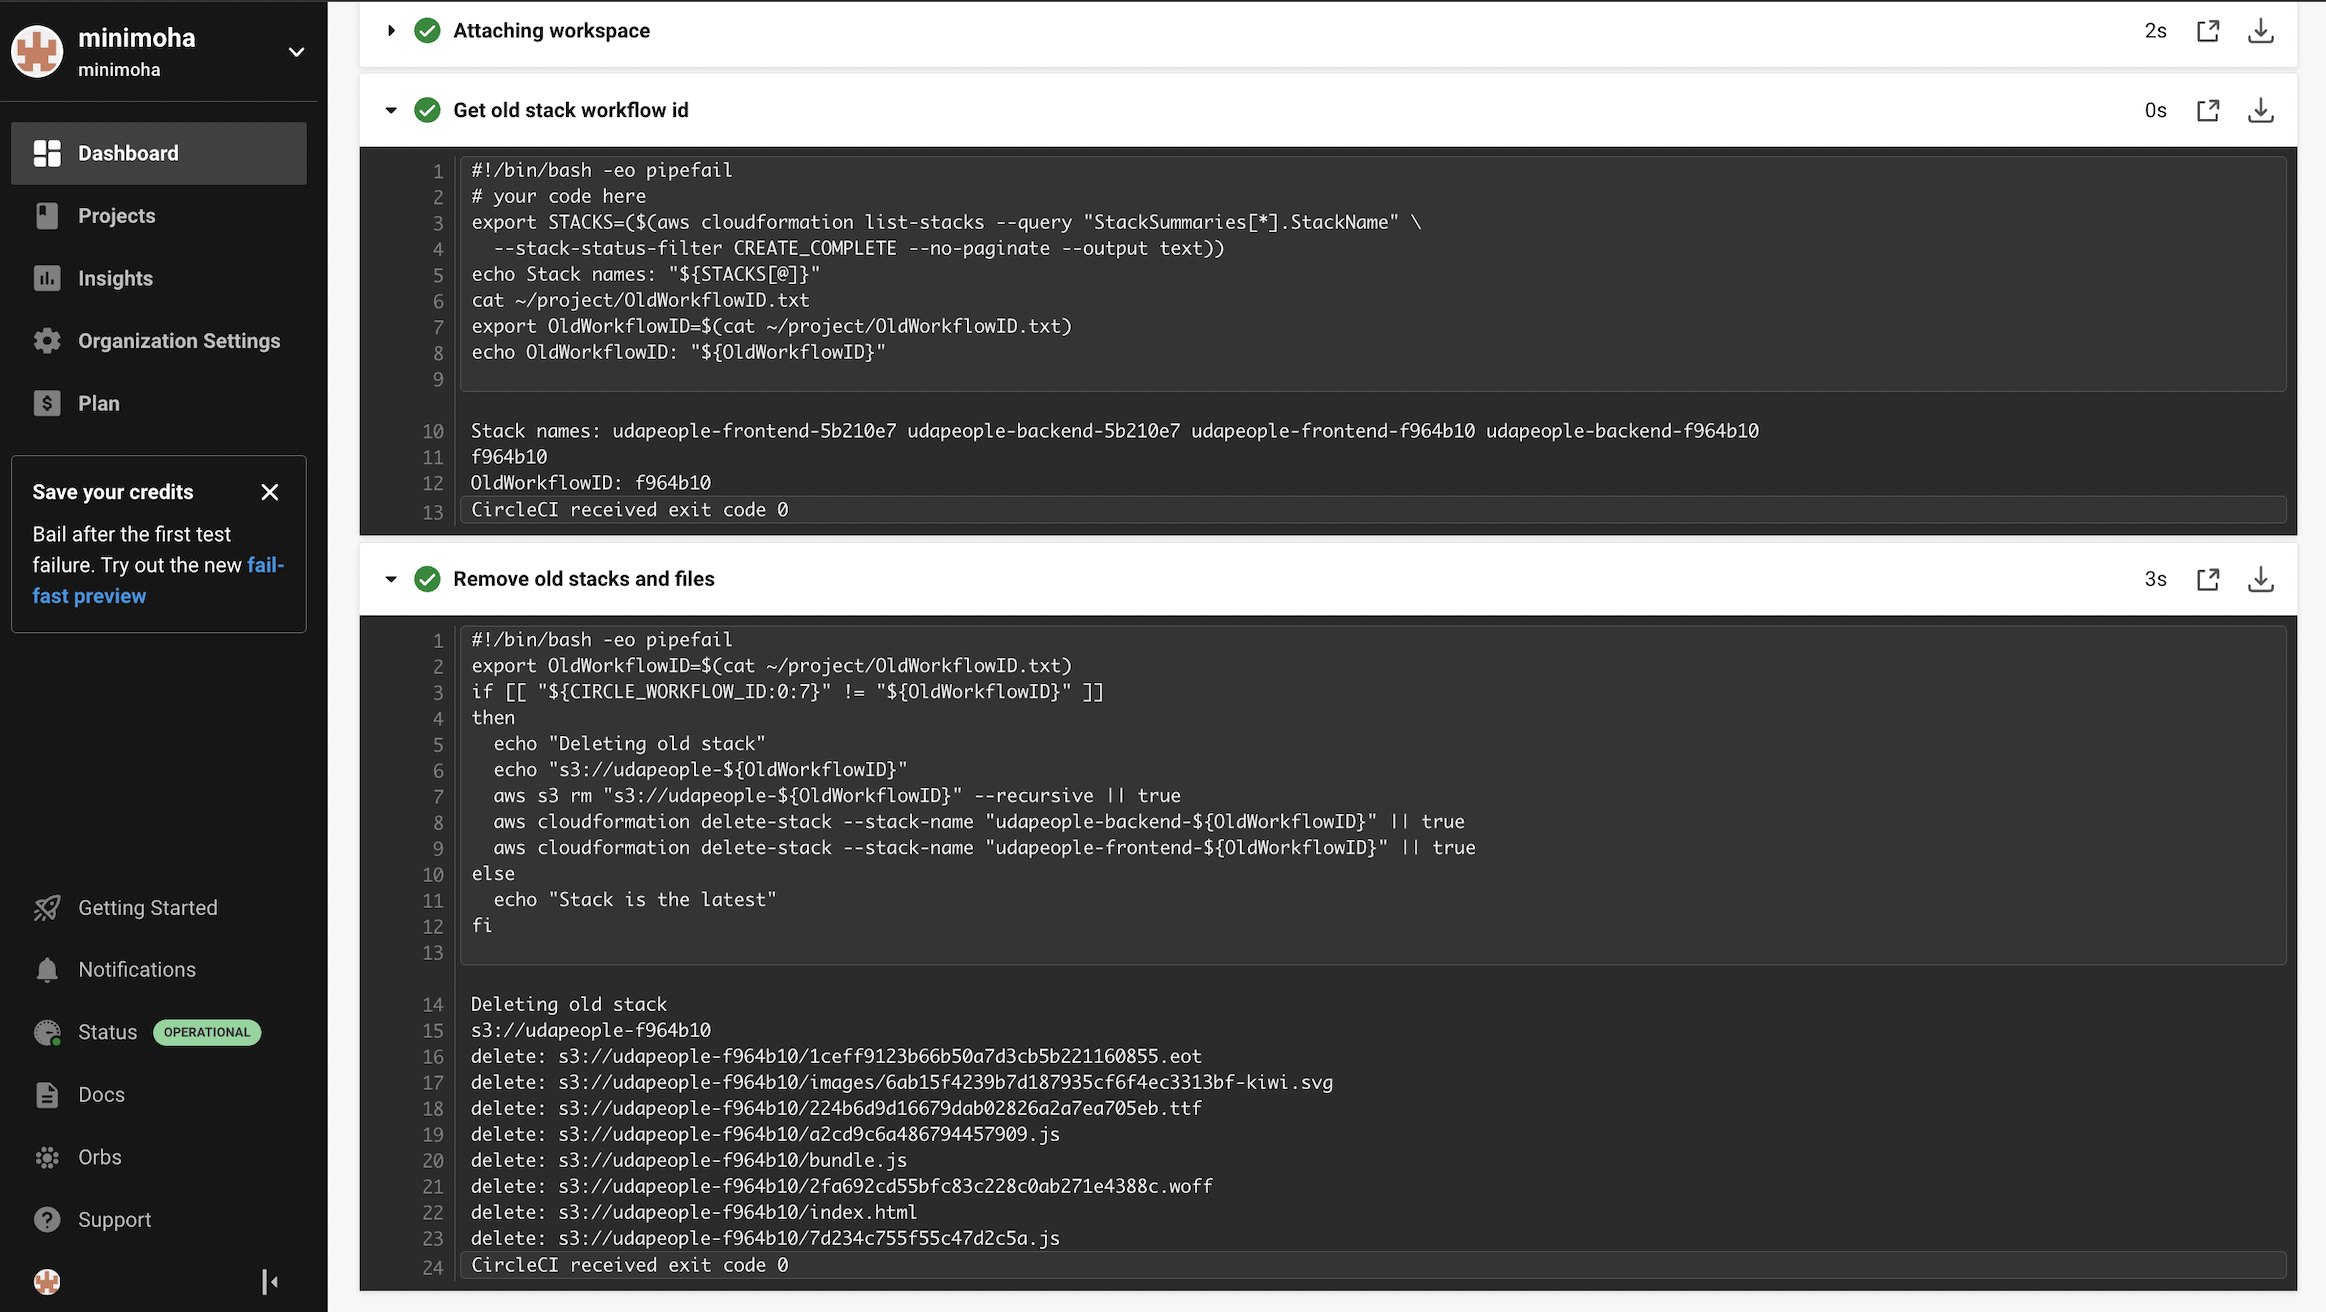 minimoha
minimoha
Dashboard
Projects
Insights
Organization Settings
Plan
Save your credits
Bail after the first test
failure. Try out the new fail-
fast preview
Getting Started
Notifications
Status OPERATIONAL
Docs
Orbs
Support
Attaching workspace 2s
Get old stack workflow id 0s
1 #!/bin/bash -eo pipefail
2 # your code here
3 export STACKS=($(aws cloudformation list-stacks --query "StackSummaries[*].StackName" \
4 --stack-status-filter CREATE_COMPLETE --no-paginate --output text))
5 echo Stack names: "${STACKS[@]}"
6 cat ~/project/OldWorkflowID.txt
7 export OldWorkflowID=$(cat ~/project/OldWorkflowID.txt)
8 echo OldWorkflowID: "${OldWorkflowID}"
9
10 Stack names: udapeople-frontend-5b210e7 udapeople-backend-5b210e7 udapeople-frontend-f964b10 udapeople-backend-f964b10
11 f964b10
12 OldWorkflowID: f964b10
13 CircleCI received exit code 0
Remove old stacks and files 3s
1 #!/bin/bash -eo pipefail
2 export OldWorkflowID=$(cat ~/project/OldWorkflowID.txt)
3 if [[ "${CIRCLE_WORKFLOW_ID:0:7}" != "${OldWorkflowID}" ]]
4 then
5 echo "Deleting old stack"
6 echo "s3://udapeople-${OldWorkflowID}"
7 aws s3 rm "s3://udapeople-${OldWorkflowID}" --recursive || true
8 aws cloudformation delete-stack --stack-name "udapeople-backend-${OldWorkflowID}" || true
9 aws cloudformation delete-stack --stack-name "udapeople-frontend-${OldWorkflowID}" || true
10 else
11 echo "Stack is the latest"
12 fi
13
14 Deleting old stack
15 s3://udapeople-f964b10
16 delete: s3://udapeople-f964b10/1ceff9123b66b50a7d3cb5b221160855.eot
17 delete: s3://udapeople-f964b10/images/6ab15f4239b7d187935cf6f4ec3313bf-kiwi.svg
18 delete: s3://udapeople-f964b10/224b6d9d16679dab02826a2a7ea705eb.ttf
19 delete: s3://udapeople-f964b10/a2cd9c6a486794457909.js
20 delete: s3://udapeople-f964b10/bundle.js
21 delete: s3://udapeople-f964b10/2fa692cd55bfc83c228c0ab271e4388c.woff
22 delete: s3://udapeople-f964b10/index.html
23 delete: s3://udapeople-f964b10/7d234c755f55c47d2c5a.js
24 CircleCI received exit code 0